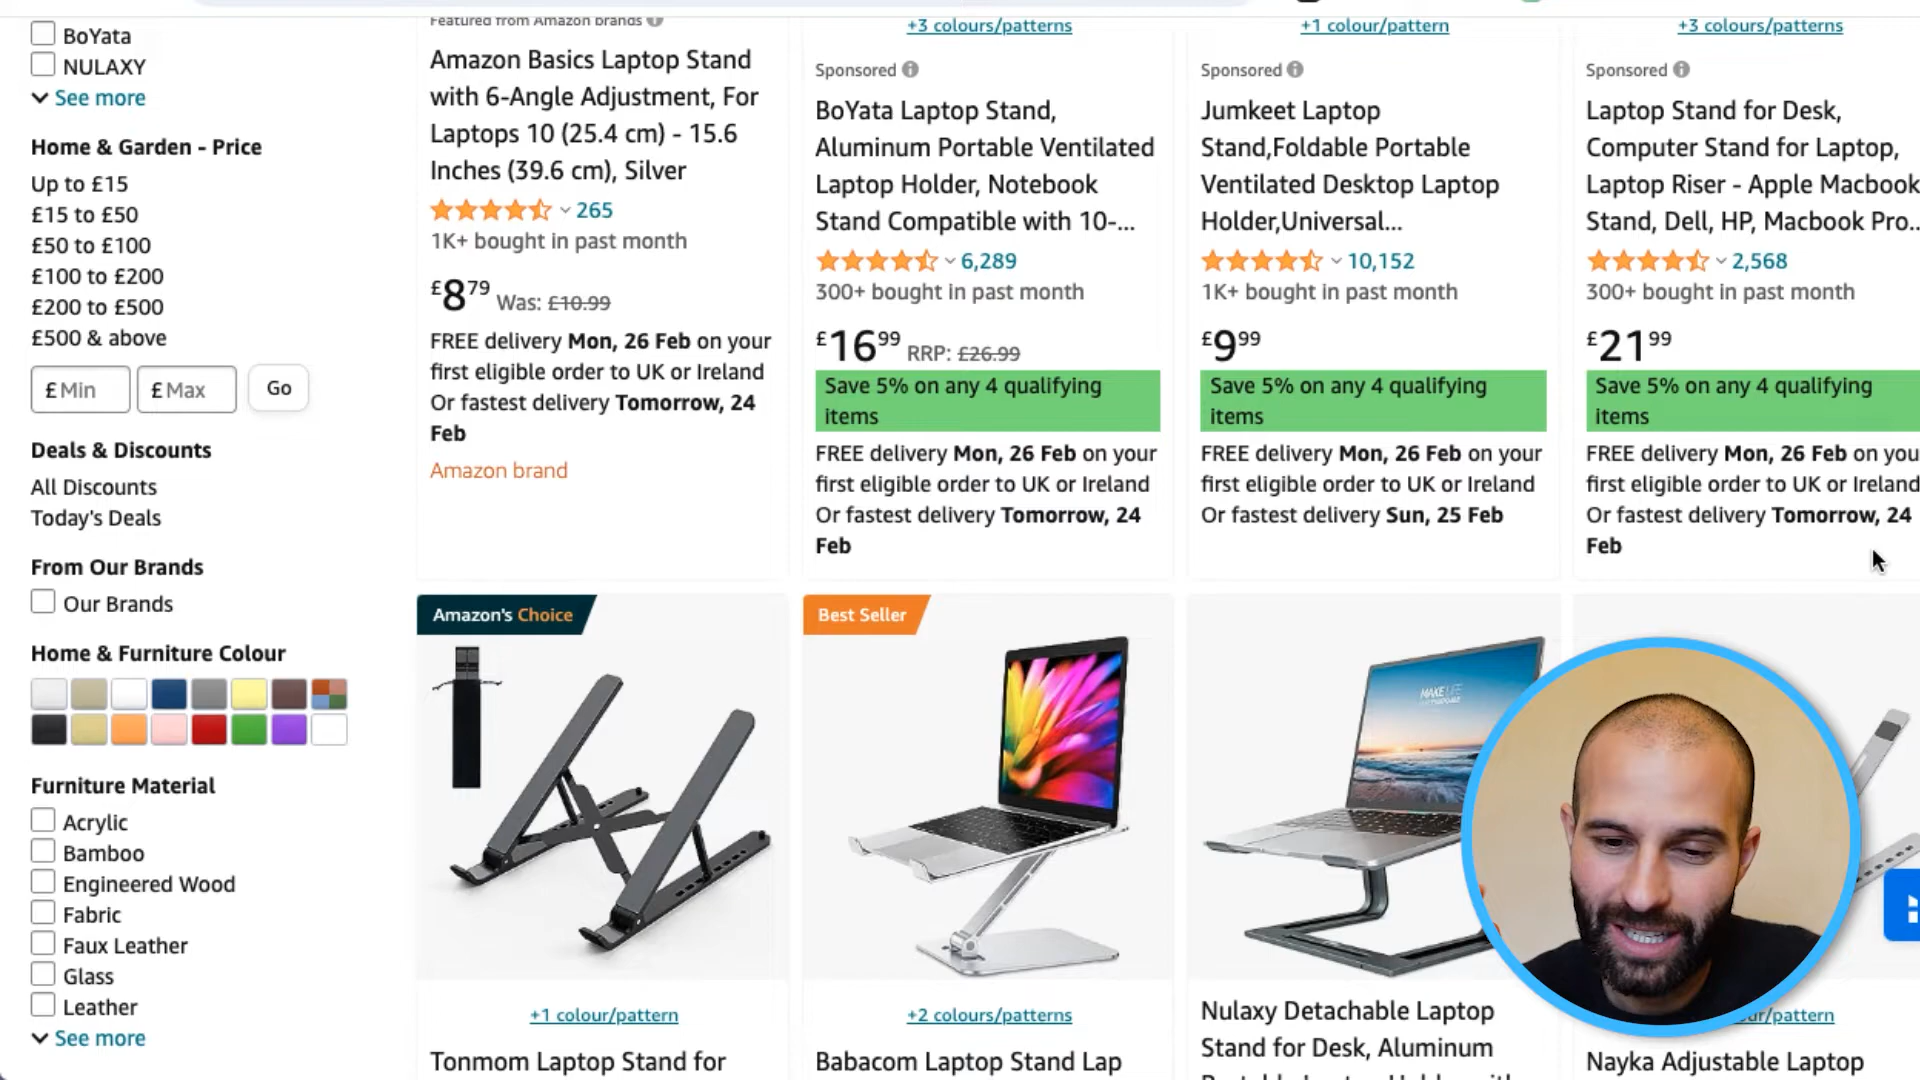 BoYata
NULAXY
See more
Home & Garden - Price
Up to £15
£15 to £50
£50 to £100
£100 to £200
£200 to £500
£500 & above
£ Min
£ Max
Go
Deals & Discounts
All Discounts
Today's Deals
From Our Brands
Our Brands
Home & Furniture Colour
Furniture Material
Acrylic
Bamboo
Engineered Wood
Fabric
Faux Leather
Glass
Leather
See more
Featured from Amazon brands
Amazon Basics Laptop Stand
with 6-Angle Adjustment, For
Laptops 10 (25.4 cm) - 15.6
Inches (39.6 cm), Silver
265
1K+ bought in past month
£8 79 Was: £10.99
FREE delivery Mon, 26 Feb on your
first eligible order to UK or Ireland
Or fastest delivery Tomorrow, 24
Feb
Amazon brand
+3 colours/patterns
Sponsored
BoYata Laptop Stand,
Aluminum Portable Ventilated
Laptop Holder, Notebook
Stand Compatible with 10-...
6,289
300+ bought in past month
£16 99 RRP: £26.99
Save 5% on any 4 qualifying
items
FREE delivery Mon, 26 Feb on your
first eligible order to UK or Ireland
Or fastest delivery Tomorrow, 24
Feb
+1 colour/pattern
Sponsored
Jumkeet Laptop
Stand,Foldable Portable
Ventilated Desktop Laptop
Holder,Universal...
10,152
1K+ bought in past month
£9 99
Save 5% on any 4 qualifying
items
FREE delivery Mon, 26 Feb on your
first eligible order to UK or Ireland
Or fastest delivery Sun, 25 Feb
+3 colours/patterns
Sponsored
Laptop Stand for Desk,
Computer Stand for Laptop,
Laptop Riser - Apple Macbook
Stand, Dell, HP, Macbook Pro..
2,568
300+ bought in past month
£21 99
Save 5% on any 4 qualifying
items
FREE delivery Mon, 26 Feb on you
first eligible order to UK or Ireland
Or fastest delivery Tomorrow, 24
Feb
Amazon's Choice
+1 colour/pattern
Tonmom Laptop Stand for
Best Seller
+2 colours/patterns
Babacom Laptop Stand Lap
MAKE LIFE
Nulaxy Detachable Laptop
Stand for Desk, Aluminum
ur/pattern
Nayka Adjustable Laptop